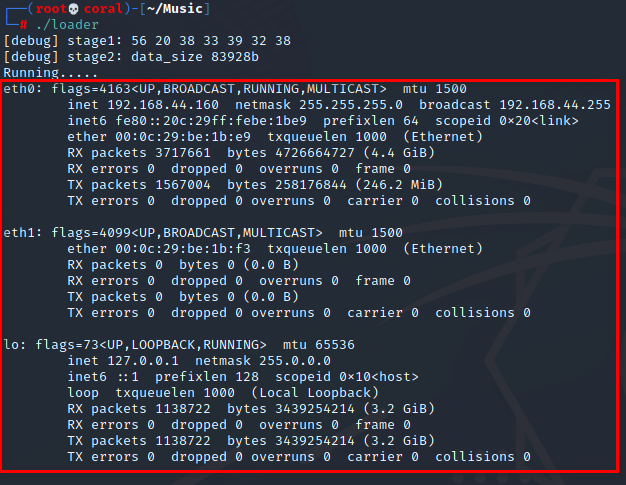 ┌──(root💀coral)-[~/Music]
└─# ./loader
[debug] stage1: 56 20 38 33 39 32 38
[debug] stage2: data_size 83928b
Running.....
eth0: flags=4163<UP,BROADCAST,RUNNING,MULTICAST>  mtu 1500
        inet 192.168.44.160  netmask 255.255.255.0  broadcast 192.168.44.255
        inet6 fe80::20c:29ff:febe:1be9  prefixlen 64  scopeid 0×20<link>
        ether 00:0c:29:be:1b:e9  txqueuelen 1000  (Ethernet)
        RX packets 3717661  bytes 4726664727 (4.4 GiB)
        RX errors 0  dropped 0  overruns 0  frame 0
        TX packets 1567004  bytes 258176844 (246.2 MiB)
        TX errors 0  dropped 0 overruns 0  carrier 0  collisions 0

eth1: flags=4099<UP,BROADCAST,MULTICAST>  mtu 1500
        ether 00:0c:29:be:1b:f3  txqueuelen 1000  (Ethernet)
        RX packets 0  bytes 0 (0.0 B)
        RX errors 0  dropped 0  overruns 0  frame 0
        TX packets 0  bytes 0 (0.0 B)
        TX errors 0  dropped 0 overruns 0  carrier 0  collisions 0

lo: flags=73<UP,LOOPBACK,RUNNING>  mtu 65536
        inet 127.0.0.1  netmask 255.0.0.0
        inet6 ::1  prefixlen 128  scopeid 0×10<host>
        loop  txqueuelen 1000  (Local Loopback)
        RX packets 1138722  bytes 3439254214 (3.2 GiB)
        RX errors 0  dropped 0  overruns 0  frame 0
        TX packets 1138722  bytes 3439254214 (3.2 GiB)
        TX errors 0  dropped 0 overruns 0  carrier 0  collisions 0